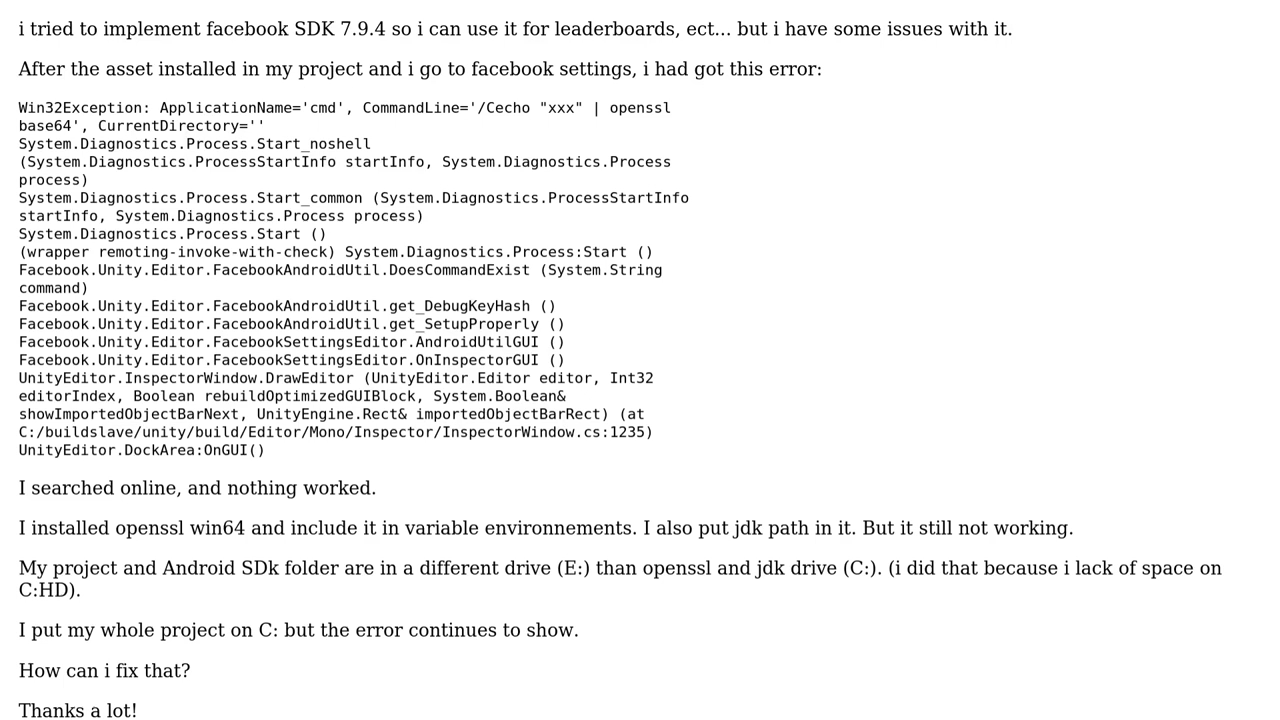 i tried to implement facebook SDK 7.9.4 so i can use it for leaderboards, ect... but i have some issues with it.
After the asset installed in my project and i go to facebook settings, i had got this error:
Win32Exception: ApplicationName='cmd', CommandLine='/Cecho "xxx" | openssl
base64', CurrentDirectory=''
System.Diagnostics.Process.Start_noshell
(System.Diagnostics.ProcessStartInfo startInfo, System.Diagnostics.Process
process)
System.Diagnostics.Process.Start_common (System.Diagnostics.ProcessStartInfo
startInfo, System.Diagnostics.Process process)
System.Diagnostics.Process.Start ()
(wrapper remoting-invoke-with-check) System.Diagnostics.Process:Start ()
Facebook.Unity.Editor.FacebookAndroidUtil.DoesCommandExist (System.String
command)
Facebook.Unity.Editor.FacebookAndroidUtil.get_DebugKeyHash ()
Facebook.Unity.Editor.FacebookAndroidUtil.get_SetupProperly ()
Facebook.Unity.Editor.FacebookSettingsEditor.AndroidUtilGUI ()
Facebook.Unity.Editor.FacebookSettingsEditor.OnInspectorGUI ()
UnityEditor.InspectorWindow.DrawEditor (UnityEditor.Editor editor, Int32
editorIndex, Boolean rebuildOptimizedGUIBlock, System.Boolean&
showImportedObjectBarNext, UnityEngine.Rect& importedObjectBarRect) (at
C:/buildslave/unity/build/Editor/Mono/Inspector/InspectorWindow.cs:1235)
UnityEditor.DockArea:OnGUI()
I searched online, and nothing worked.
I installed openssl win64 and include it in variable environnements. I also put jdk path in it. But it still not working.
My project and Android SDk folder are in a different drive (E:) than openssl and jdk drive (C:). (i did that because i lack of space on
C:HD).
I put my whole project on C: but the error continues to show.
How can i fix that?
Thanks a lot!